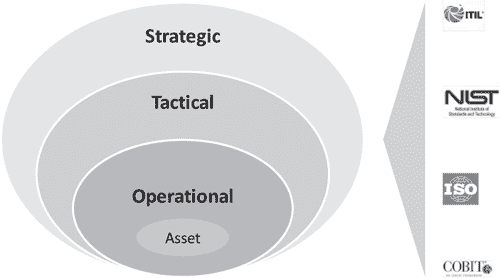 Strategic
Tactical
Operational
Asset
ITIL®
NIST
National Institute of
Standards and Technology
ISO
COBIT